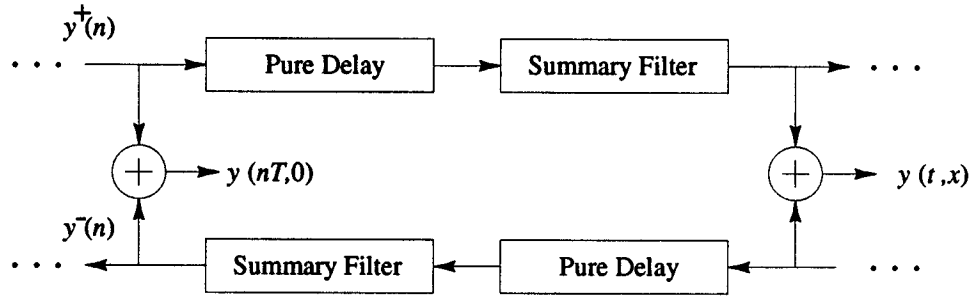 y⁺(n)
· · · Pure Delay Summary Filter · · ·
+ y (nT,0) + y (t ,x)
y⁻(n)
· · · Summary Filter Pure Delay · · ·